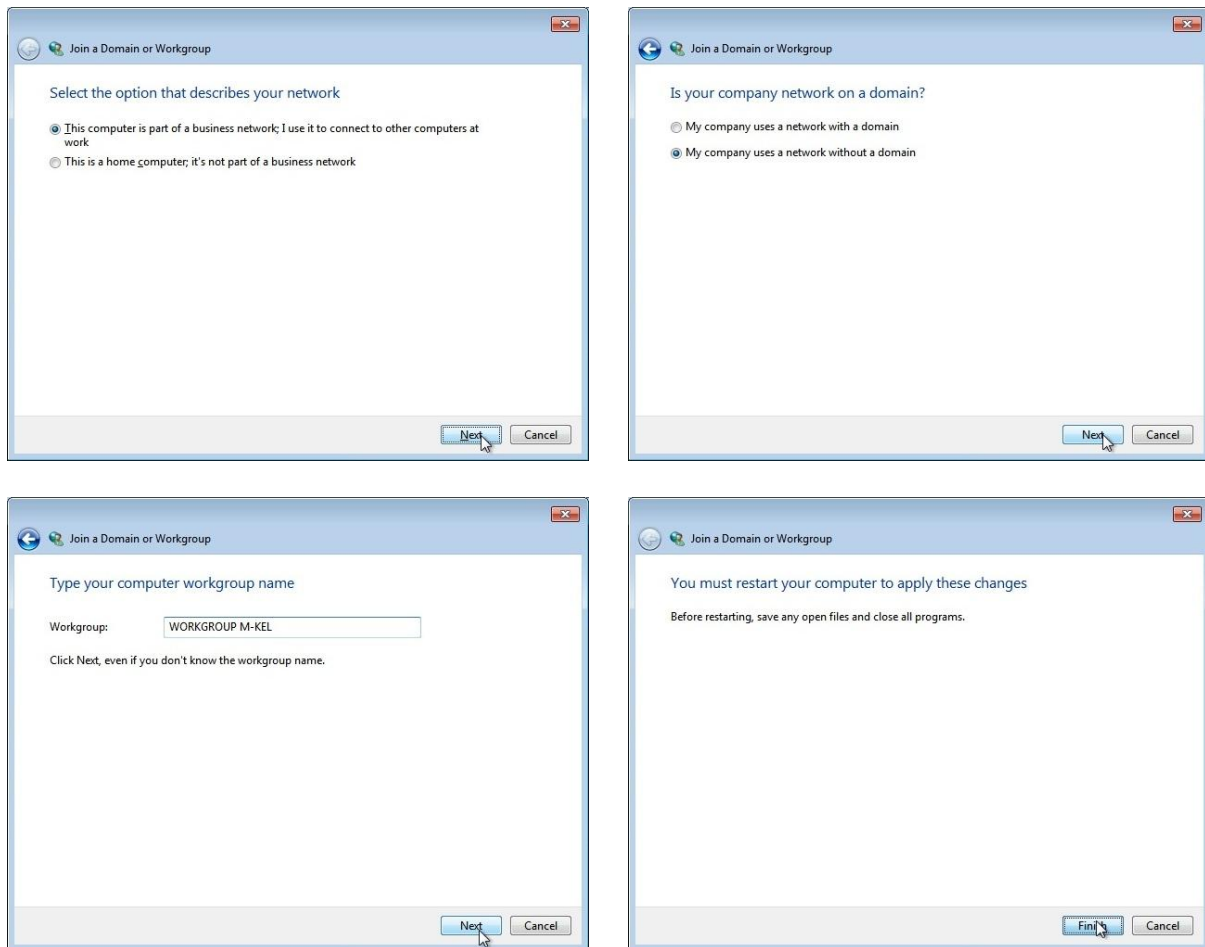 Join a Domain or Workgroup
Select the option that describes your network
This computer is part of a business network; I use it to connect to other computers at
work
This is a home computer; it's not part of a business network
Next
Cancel
Join a Domain or Workgroup
Is your company network on a domain?
My company uses a network with a domain
My company uses a network without a domain
Next
Cancel
Join a Domain or Workgroup
Type your computer workgroup name
Workgroup: WORKGROUP M-KEL
Click Next, even if you don't know the workgroup name.
Next
Cancel
Join a Domain or Workgroup
You must restart your computer to apply these changes
Before restarting, save any open files and close all programs.
Finish
Cancel